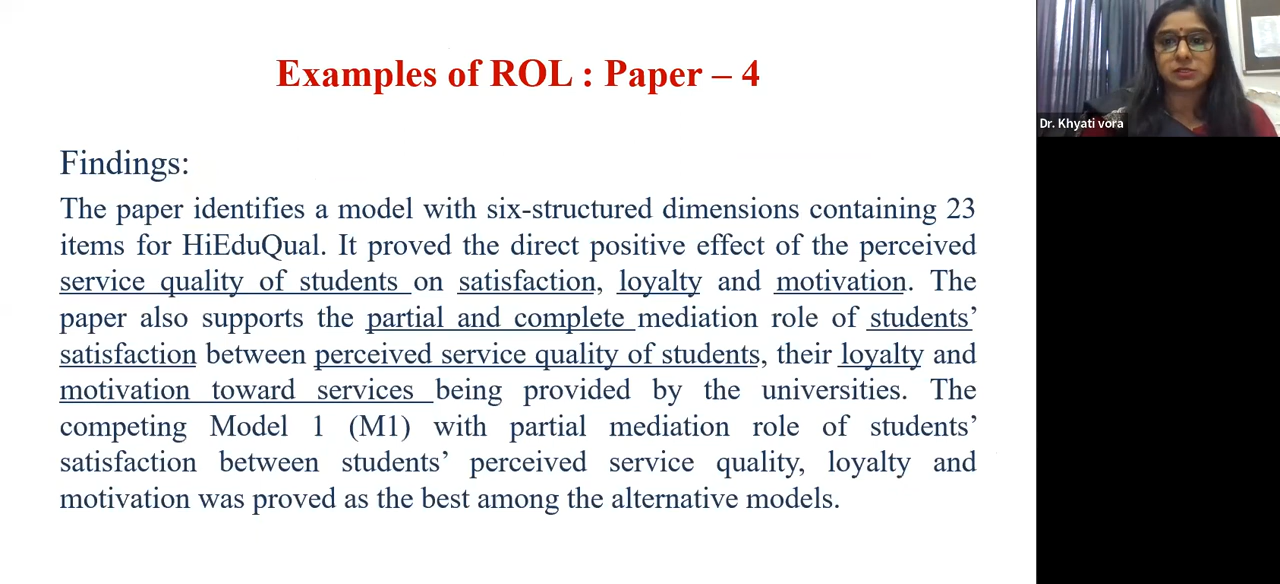 Examples of ROL : Paper – 4
Findings:
The paper identifies a model with six-structured dimensions containing 23
items for HiEduQual. It proved the direct positive effect of the perceived
service quality of students on satisfaction, loyalty and motivation. The
paper also supports the partial and complete mediation role of students’
satisfaction between perceived service quality of students, their loyalty and
motivation toward services being provided by the universities. The
competing Model 1 (M1) with partial mediation role of students’
satisfaction between students’ perceived service quality, loyalty and
motivation was proved as the best among the alternative models.
Dr. Khyati vora